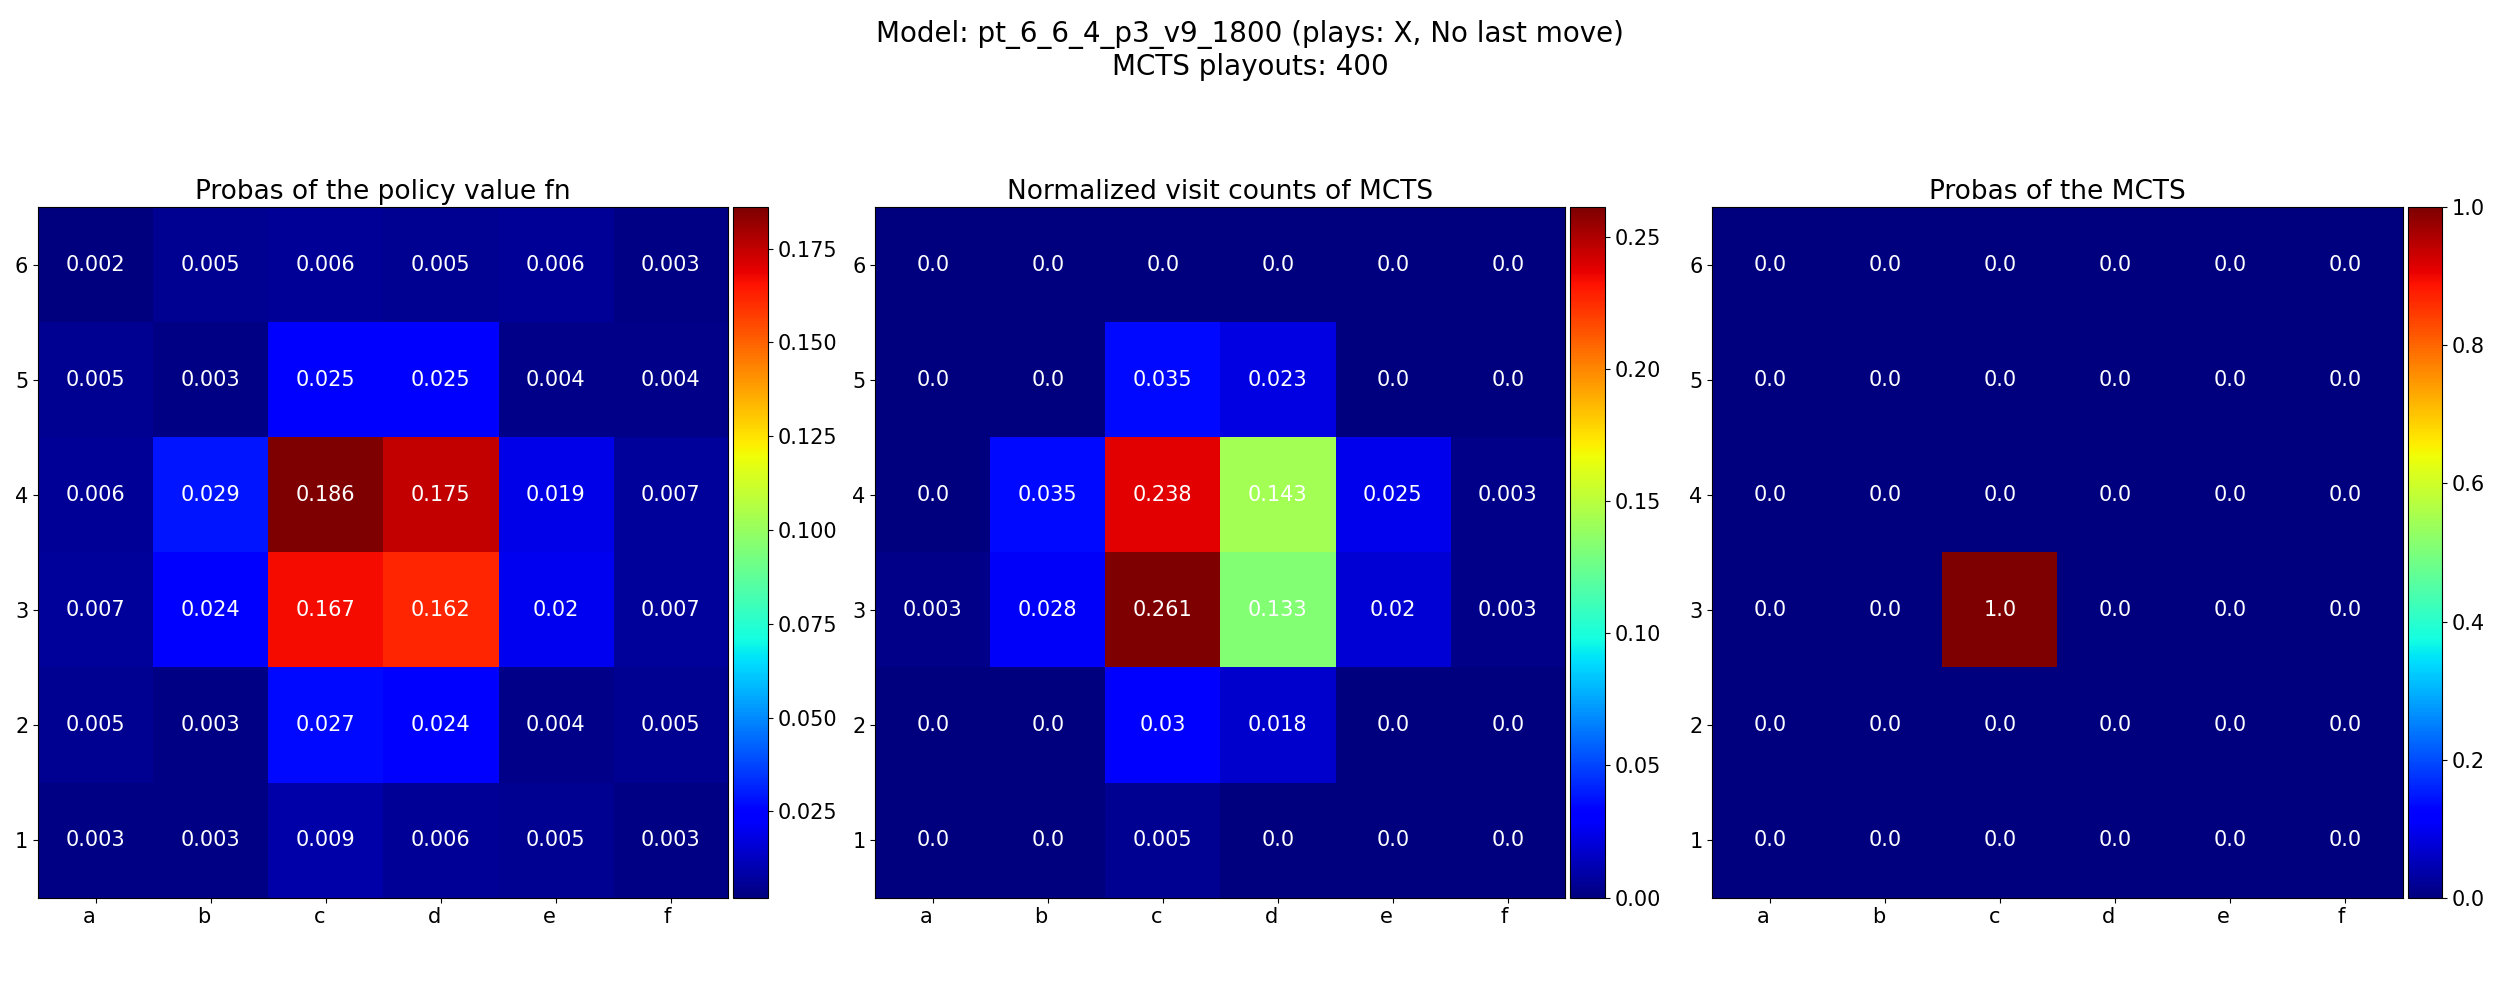 Model: pt_6_6_4_p3_v9_1800 (plays: X, No last move)
MCTS playouts: 400
Probas of the policy value fn
6 0.002 0.005 0.006 0.005 0.006 0.003
5 0.005 0.003 0.025 0.025 0.004 0.004
4 0.006 0.029 0.186 0.175 0.019 0.007
3 0.007 0.024 0.167 0.162 0.02 0.007
2 0.005 0.003 0.027 0.024 0.004 0.005
1 0.003 0.003 0.009 0.006 0.005 0.003
a b c d e f
0.175
0.150
0.125
0.100
0.075
0.050
0.025
Normalized visit counts of MCTS
6 0.0 0.0 0.0 0.0 0.0 0.0
5 0.0 0.0 0.035 0.023 0.0 0.0
4 0.0 0.035 0.238 0.143 0.025 0.003
3 0.003 0.028 0.261 0.133 0.02 0.003
2 0.0 0.0 0.03 0.018 0.0 0.0
1 0.0 0.0 0.005 0.0 0.0 0.0
a b c d e f
0.25
0.20
0.15
0.10
0.05
0.00
Probas of the MCTS
6 0.0 0.0 0.0 0.0 0.0 0.0
5 0.0 0.0 0.0 0.0 0.0 0.0
4 0.0 0.0 0.0 0.0 0.0 0.0
3 0.0 0.0 1.0 0.0 0.0 0.0
2 0.0 0.0 0.0 0.0 0.0 0.0
1 0.0 0.0 0.0 0.0 0.0 0.0
a b c d e f
1.0
0.8
0.6
0.4
0.2
0.0